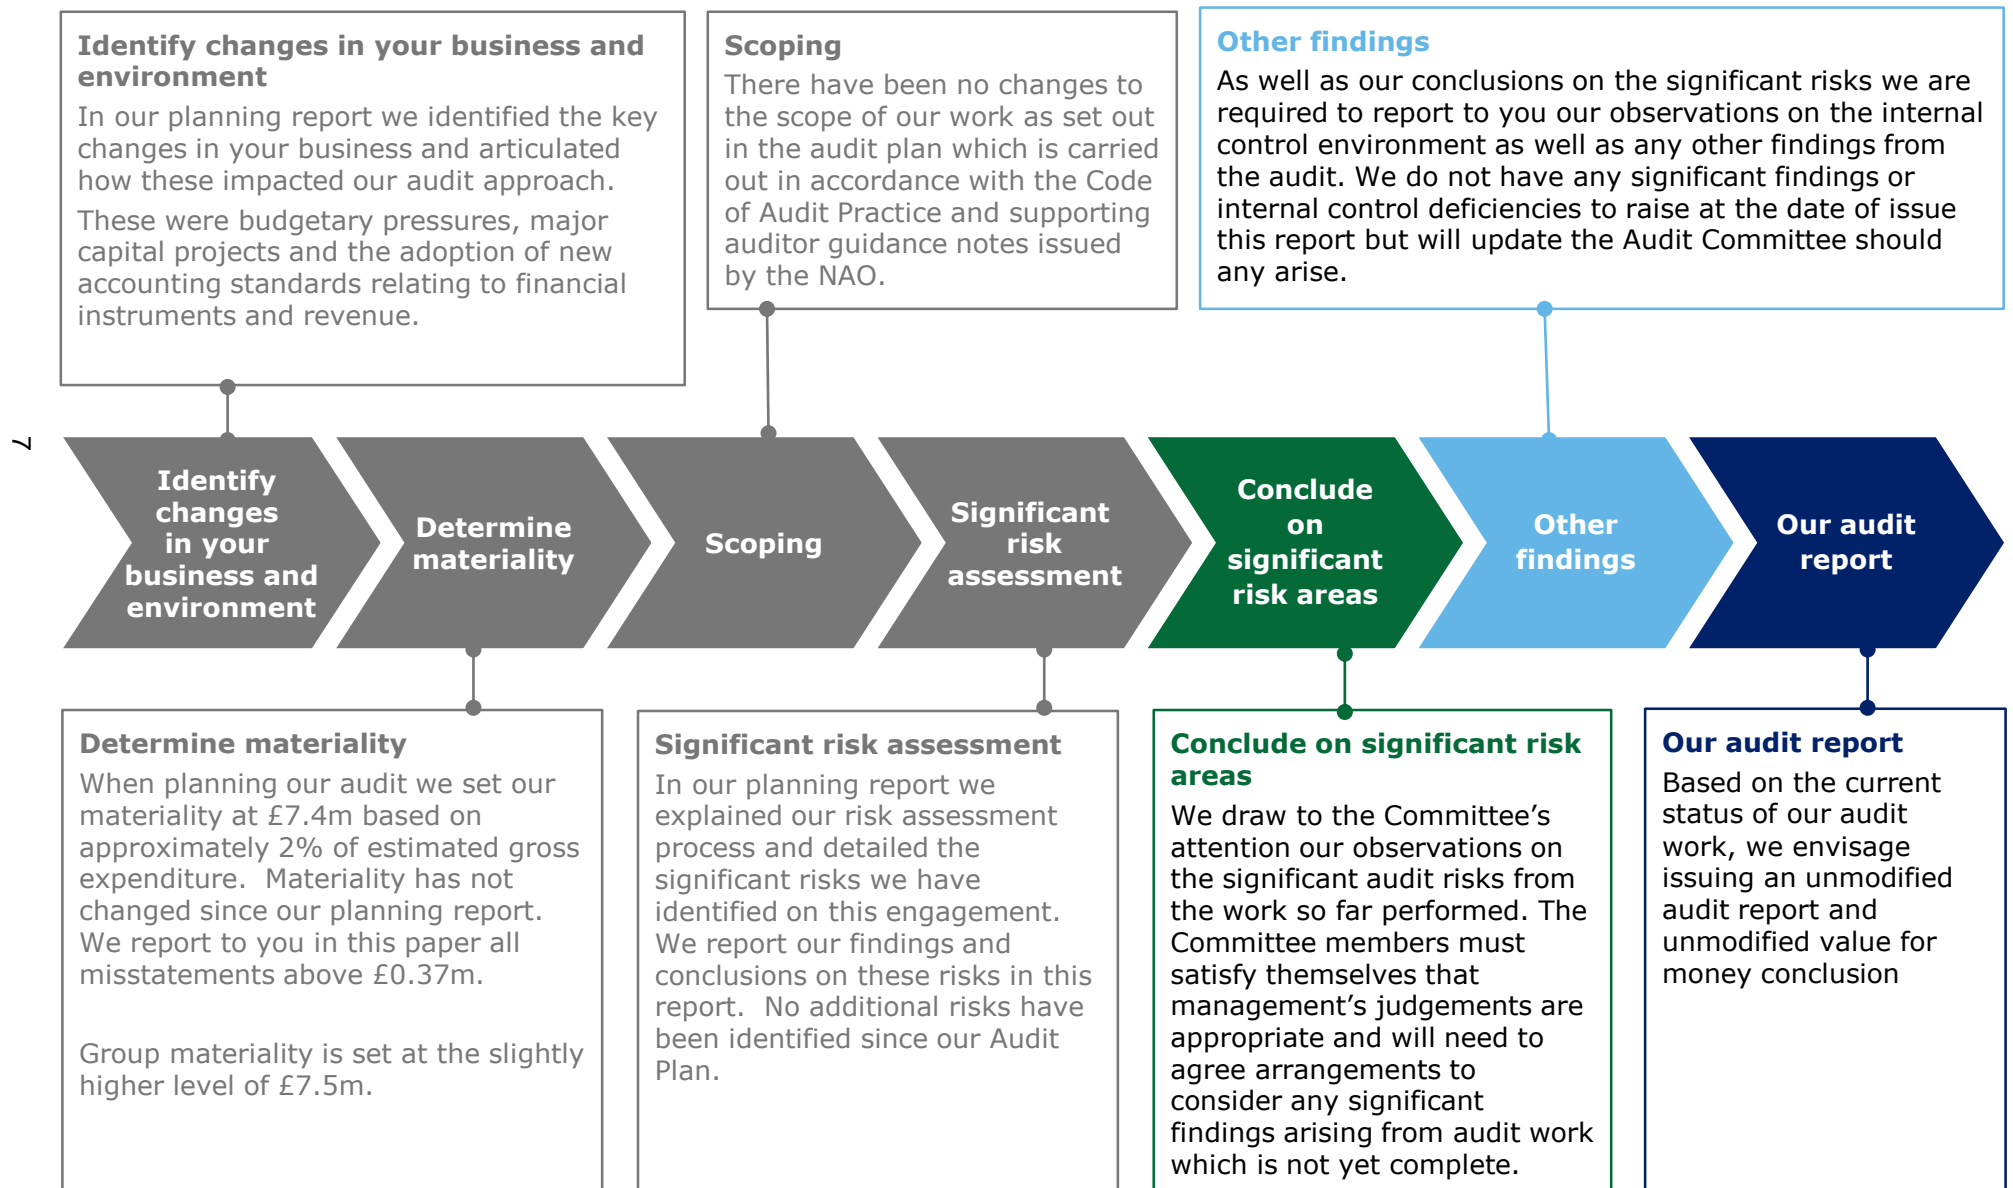 Identify changes in your business and
environment
In our planning report we identified the key
changes in your business and articulated
how these impacted our audit approach.
These were budgetary pressures, major
capital projects and the adoption of new
accounting standards relating to financial
instruments and revenue.
Scoping
There have been no changes to
the scope of our work as set out
in the audit plan which is carried
out in accordance with the Code
of Audit Practice and supporting
auditor guidance notes issued
by the NAO.
Other findings
As well as our conclusions on the significant risks we are
required to report to you our observations on the internal
control environment as well as any other findings from
the audit. We do not have any significant findings or
internal control deficiencies to raise at the date of issue
this report but will update the Audit Committee should
any arise.
7
Identify
changes
in your
business and
environment
Determine
materiality
Scoping
Significant
risk
assessment
Conclude
on
significant
risk areas
Other
findings
Our audit
report
Determine materiality
When planning our audit we set our
materiality at £7.4m based on
approximately 2% of estimated gross
expenditure.  Materiality has not
changed since our planning report.
We report to you in this paper all
misstatements above £0.37m.
Group materiality is set at the slightly
higher level of £7.5m.
Significant risk assessment
In our planning report we
explained our risk assessment
process and detailed the
significant risks we have
identified on this engagement.
We report our findings and
conclusions on these risks in this
report.  No additional risks have
been identified since our Audit
Plan.
Conclude on significant risk
areas
We draw to the Committee’s
attention our observations on
the significant audit risks from
the work so far performed. The
Committee members must
satisfy themselves that
management’s judgements are
appropriate and will need to
agree arrangements to
consider any significant
findings arising from audit work
which is not yet complete.
Our audit report
Based on the current
status of our audit
work, we envisage
issuing an unmodified
audit report and
unmodified value for
money conclusion